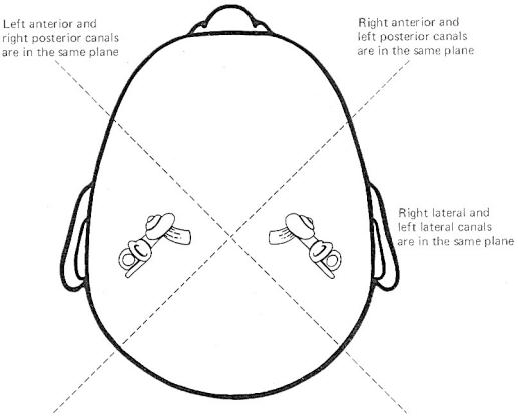 Left anterior and
right posterior canals
are in the same plane
Right anterior and
left posterior canals
are in the same plane
Right lateral and
left lateral canals
are in the same plane